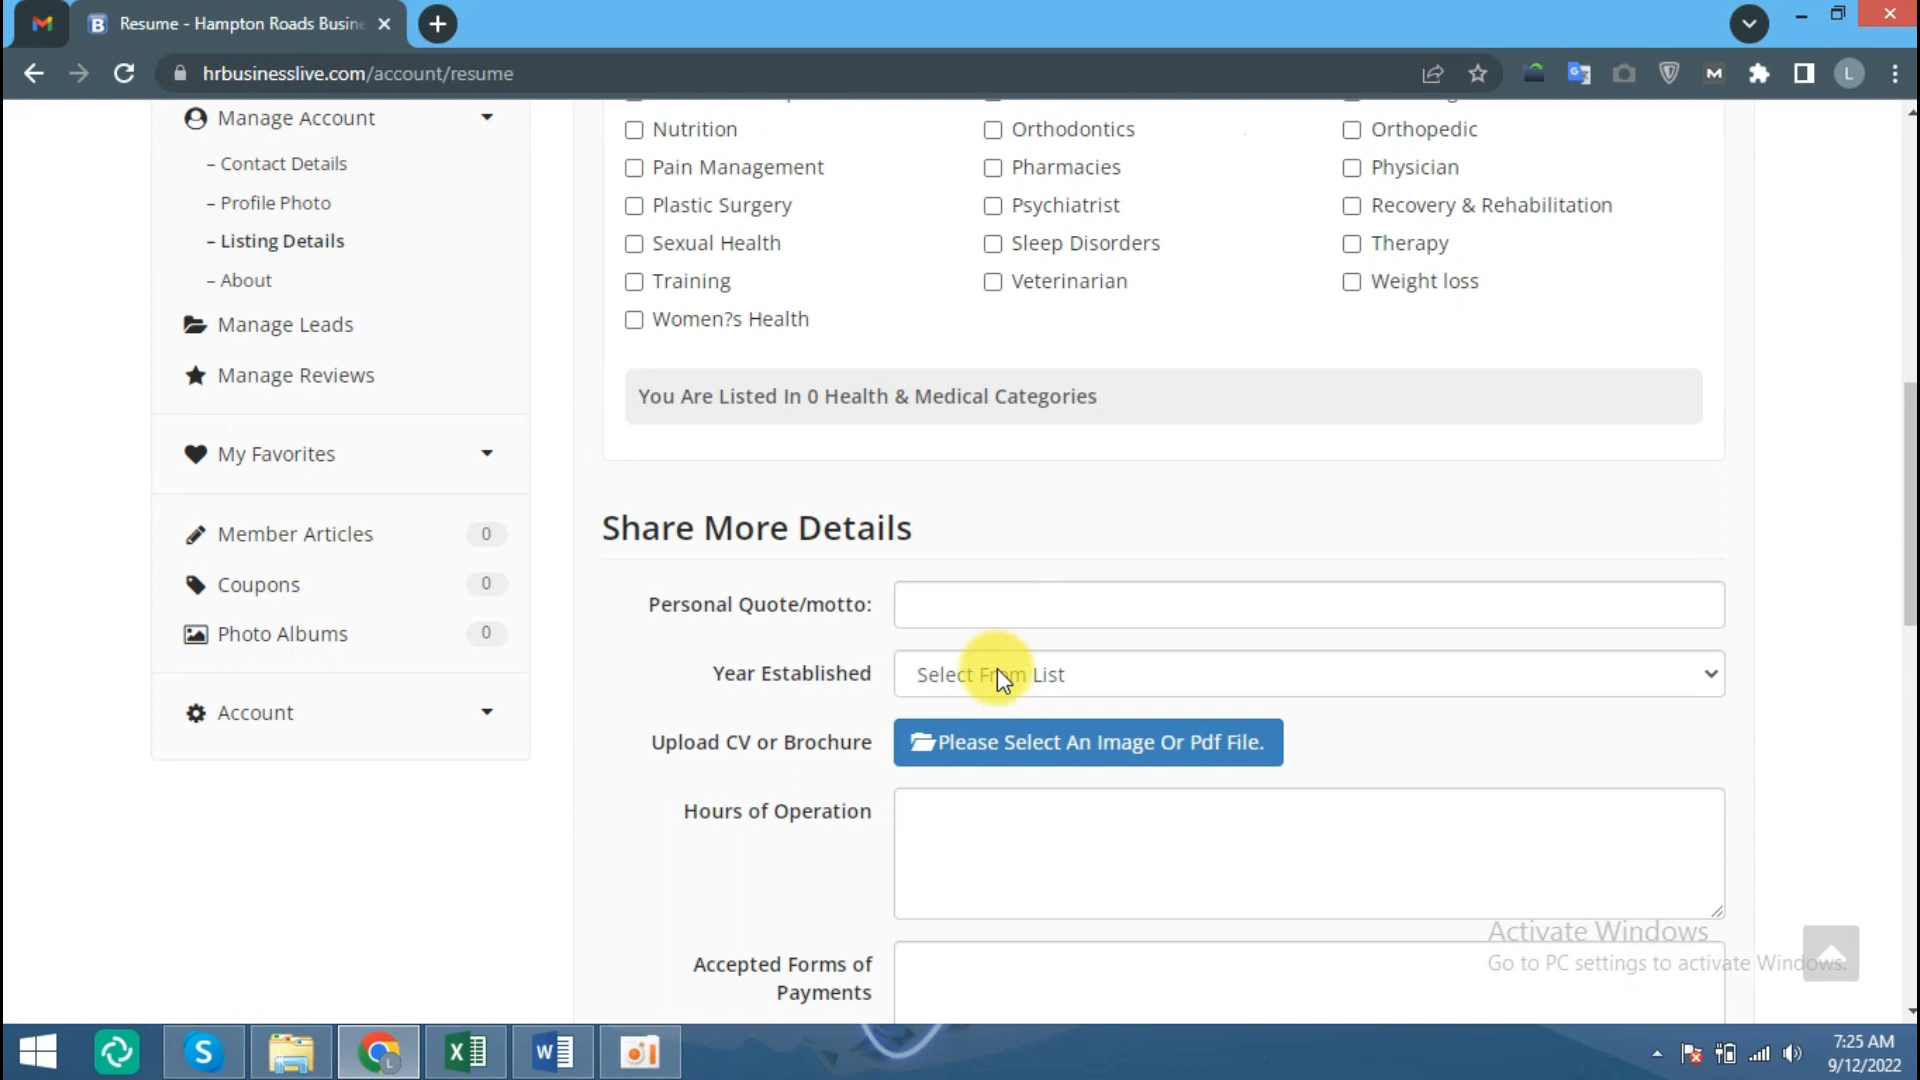 Resume - Hampton Roads Busine
hrbusinesslive.com/account/resume
L
Manage Account
– Contact Details
– Profile Photo
– Listing Details
– About
Manage Leads
Manage Reviews
My Favorites
Member Articles 0
Coupons 0
Photo Albums 0
Account
Nutrition Orthodontics Orthopedic
Pain Management Pharmacies Physician
Plastic Surgery Psychiatrist Recovery & Rehabilitation
Sexual Health Sleep Disorders Therapy
Training Veterinarian Weight loss
Women?s Health
You Are Listed In 0 Health & Medical Categories
Share More Details
Personal Quote/motto:
Year Established Select From List
Upload CV or Brochure Please Select An Image Or Pdf File.
Hours of Operation
Accepted Forms of
Payments
Activate Windows
Go to PC settings to activate Windows.
7:25 AM
9/12/2022